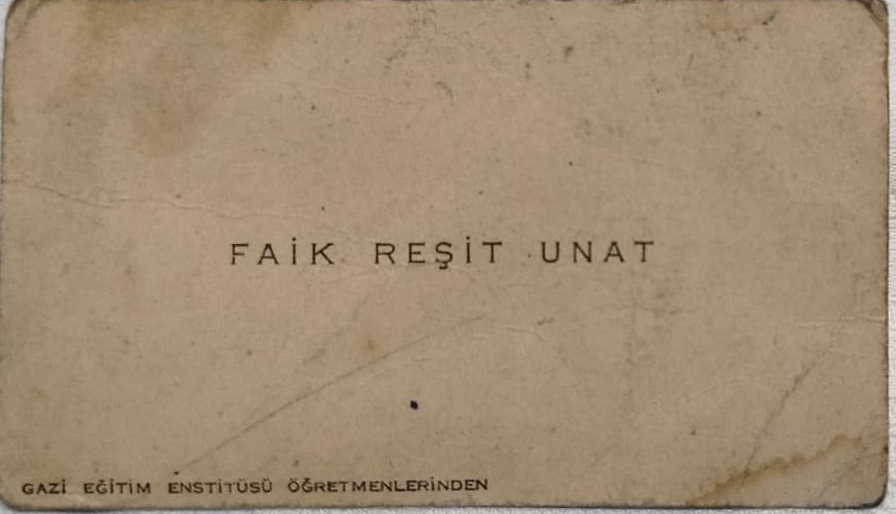 FAİK REŞİT UNAT
GAZİ EĞİTİM ENSTİTÜSÜ ÖĞRETMENLERİNDEN